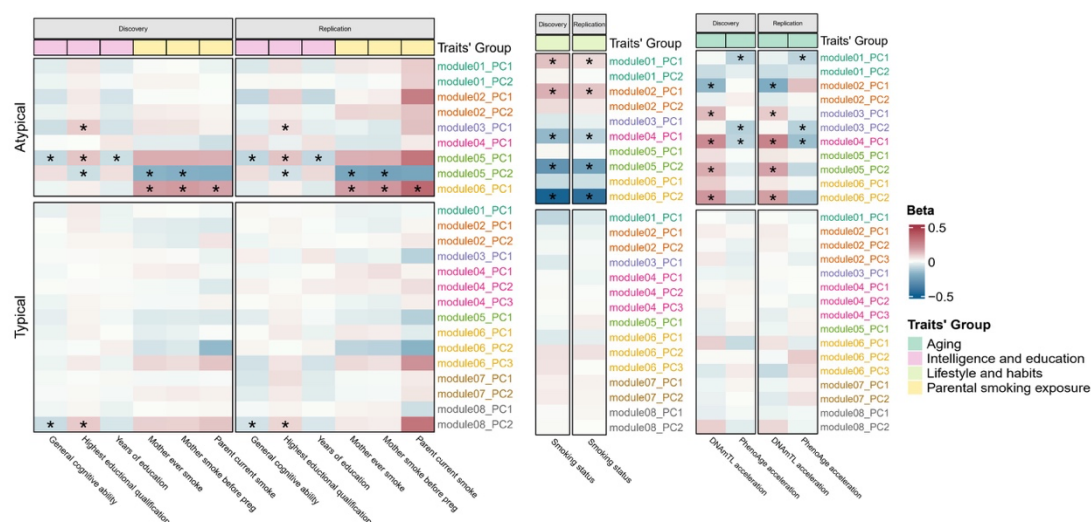 Discovery
Replication
Traits' Group
Atypical
module01_PC1
module01_PC2
module02_PC1
module02_PC2
module03_PC1
module04_PC1
module05_PC1
module05_PC2
module06_PC1
Typical
module01_PC1
module02_PC1
module02_PC2
module03_PC1
module04_PC1
module04_PC2
module04_PC3
module05_PC1
module06_PC1
module06_PC2
module06_PC3
module07_PC1
module07_PC2
module08_PC1
module08_PC2
General cognitive ability
Highest eductional qualification
Years of education
Mother ever smoke
Mother smoke before preg
Parent current smoke
General cognitive ability
Highest eductional qualification
Years of education
Mother ever smoke
Mother smoke before preg
Parent current smoke
Discovery
Replication
Traits' Group
module01_PC1
module01_PC2
module02_PC1
module02_PC2
module03_PC1
module04_PC1
module05_PC1
module05_PC2
module06_PC1
module06_PC2
module01_PC1
module02_PC1
module02_PC2
module03_PC1
module04_PC1
module04_PC2
module04_PC3
module05_PC1
module06_PC1
module06_PC2
module06_PC3
module07_PC1
module07_PC2
module08_PC1
module08_PC2
Smoking status
Smoking status
Discovery
Replication
Traits' Group
module01_PC1
module01_PC2
module02_PC1
module02_PC2
module03_PC1
module03_PC2
module04_PC1
module05_PC1
module05_PC2
module06_PC1
module06_PC2
module01_PC1
module02_PC1
module02_PC2
module02_PC3
module03_PC1
module04_PC1
module04_PC2
module04_PC3
module05_PC1
module06_PC1
module06_PC2
module06_PC3
module07_PC1
module07_PC2
module08_PC1
module08_PC2
DNAmTL acceleration
PhenoAge acceleration
DNAmTL acceleration
PhenoAge acceleration
Beta
0.5
0
−0.5
Traits' Group
Aging
Intelligence and education
Lifestyle and habits
Parental smoking exposure